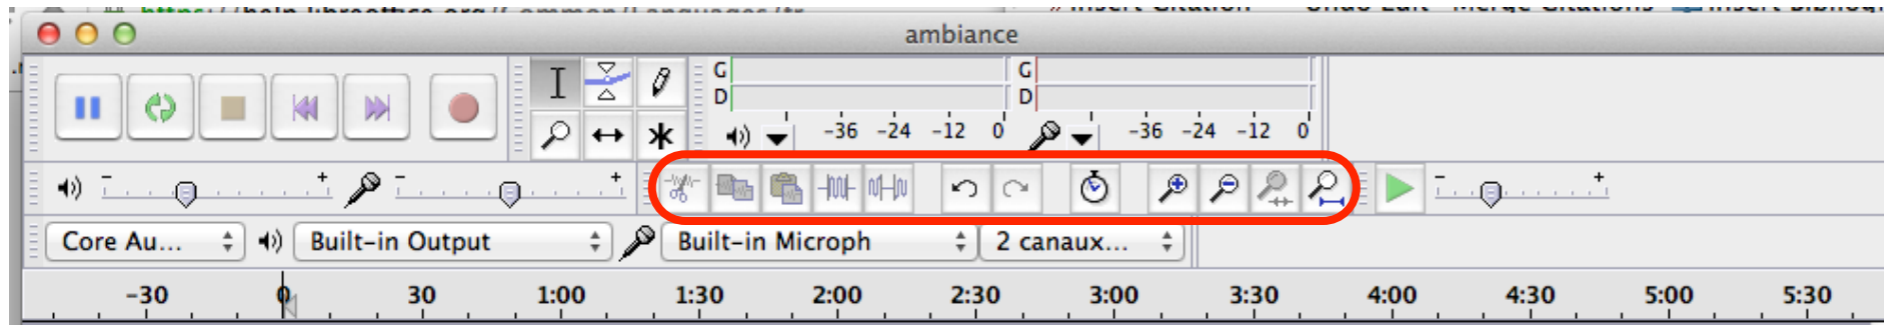 ambiance
G G
D D
-36 -24 -12 0 -36 -24 -12 0
- + - + - +
Core Au... Built-in Output Built-in Microph 2 canaux...
-30 0 30 1:00 1:30 2:00 2:30 3:00 3:30 4:00 4:30 5:00 5:30